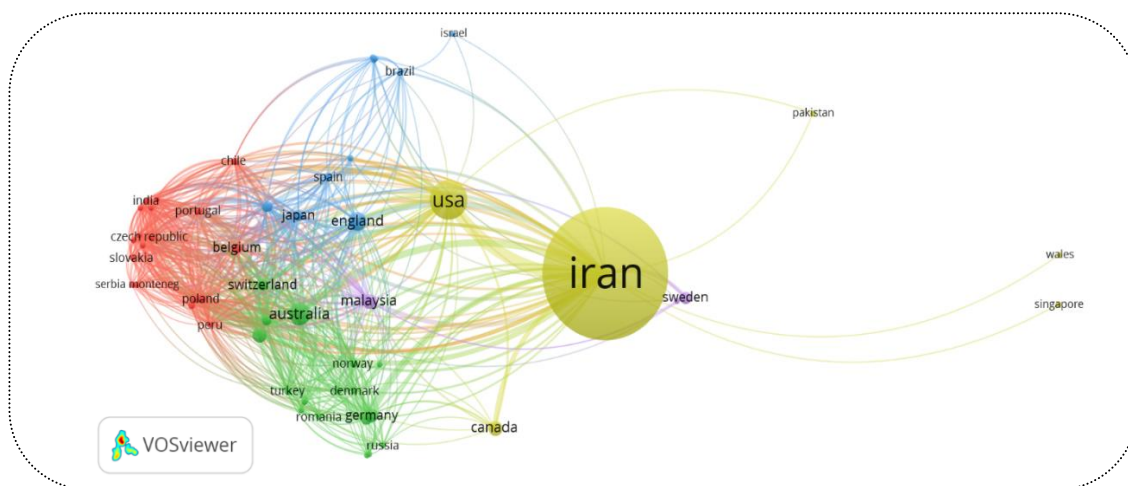 israel
brazil
pakistan
chile
spain
india
usa
portugal
japan
england
czech republic
belgium
slovakia
wales
iran
serbia monteneg
switzerland
poland
malaysia
sweden
singapore
australia
peru
norway
turkey
denmark
romania
germany
canada
russia
VOSviewer